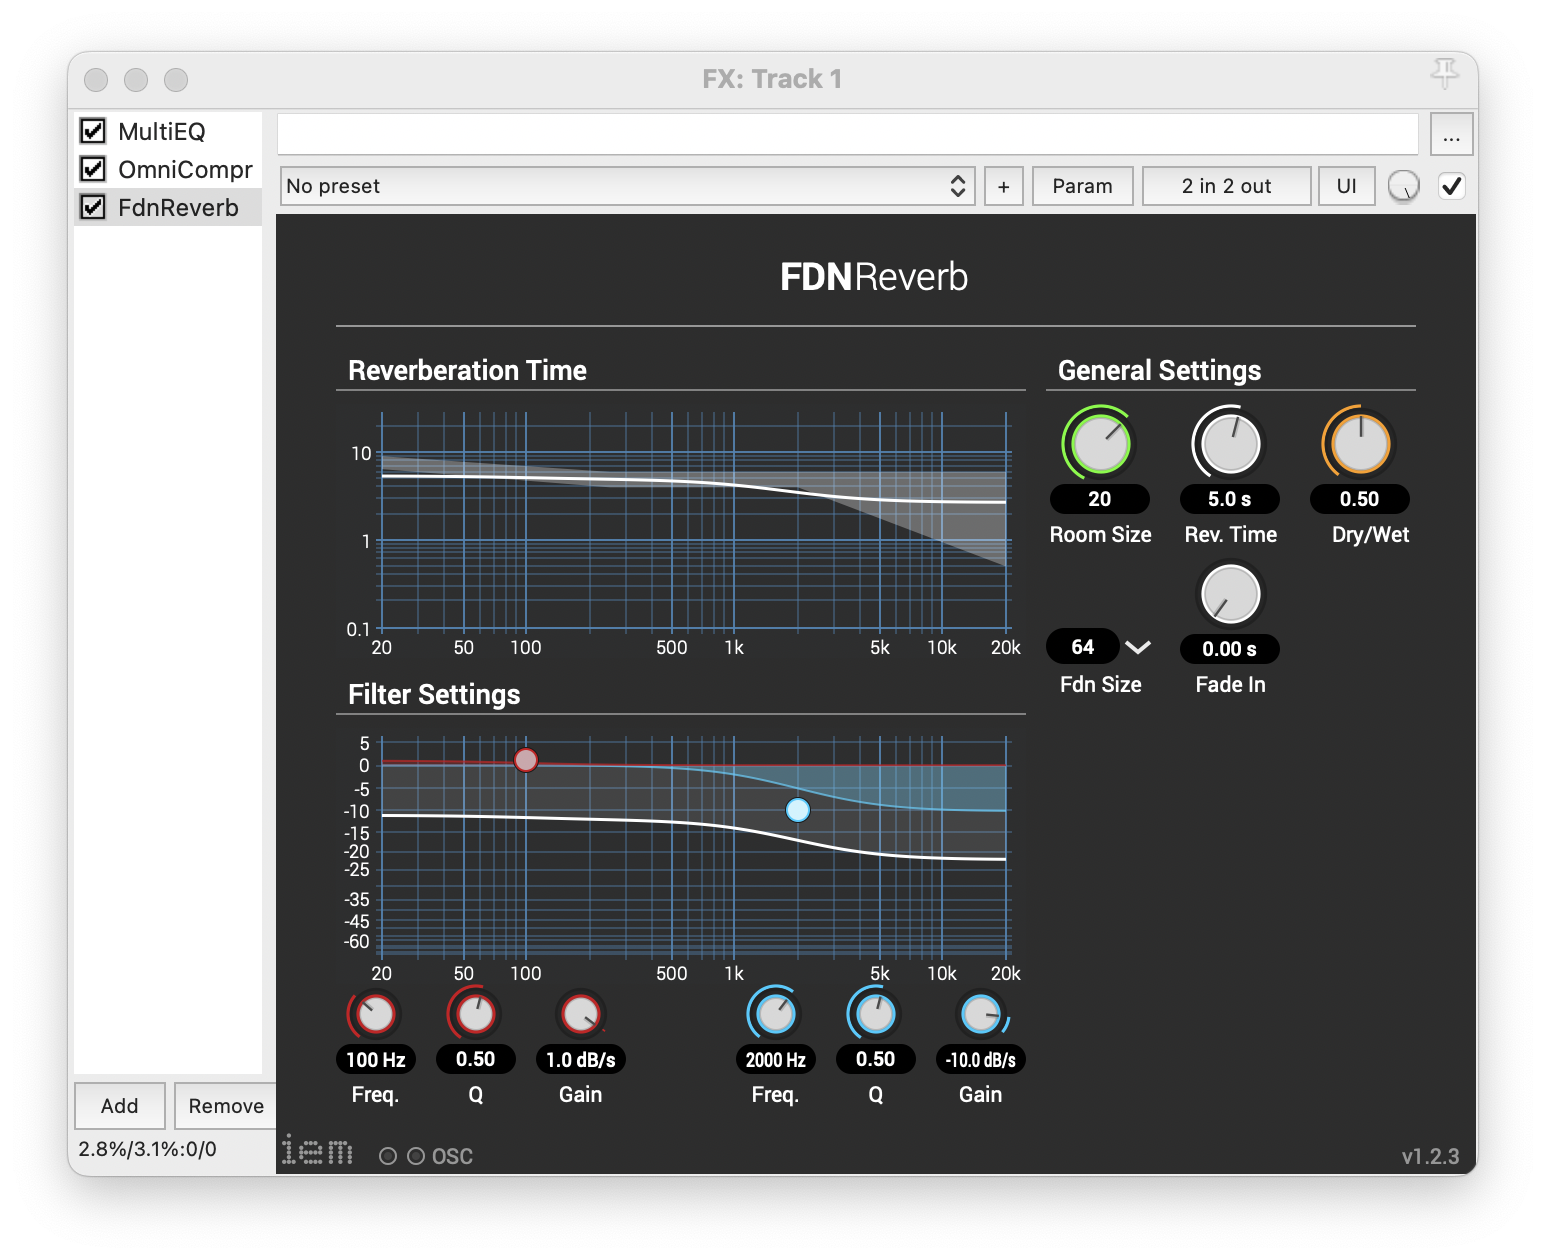 FX: Track 1
MultiEQ
OmniCompr
FdnReverb
...
No preset
+
Param
2 in 2 out
UI
FDNReverb
Reverberation Time
10
1
0.1
20 50 100 500 1k 5k 10k 20k
Filter Settings
5
0
-5
-10
-15
-20
-25
-35
-45
-60
20 50 100 500 1k 5k 10k 20k
100 Hz 0.50 1.0 dB/s 2000 Hz 0.50 -10.0 dB/s
Freq. Q Gain Freq. Q Gain
General Settings
20 5.0 s 0.50
Room Size Rev. Time Dry/Wet
64 0.00 s
Fdn Size Fade In
Add Remove
2.8%/3.1%:0/0
iem OSC v1.2.3